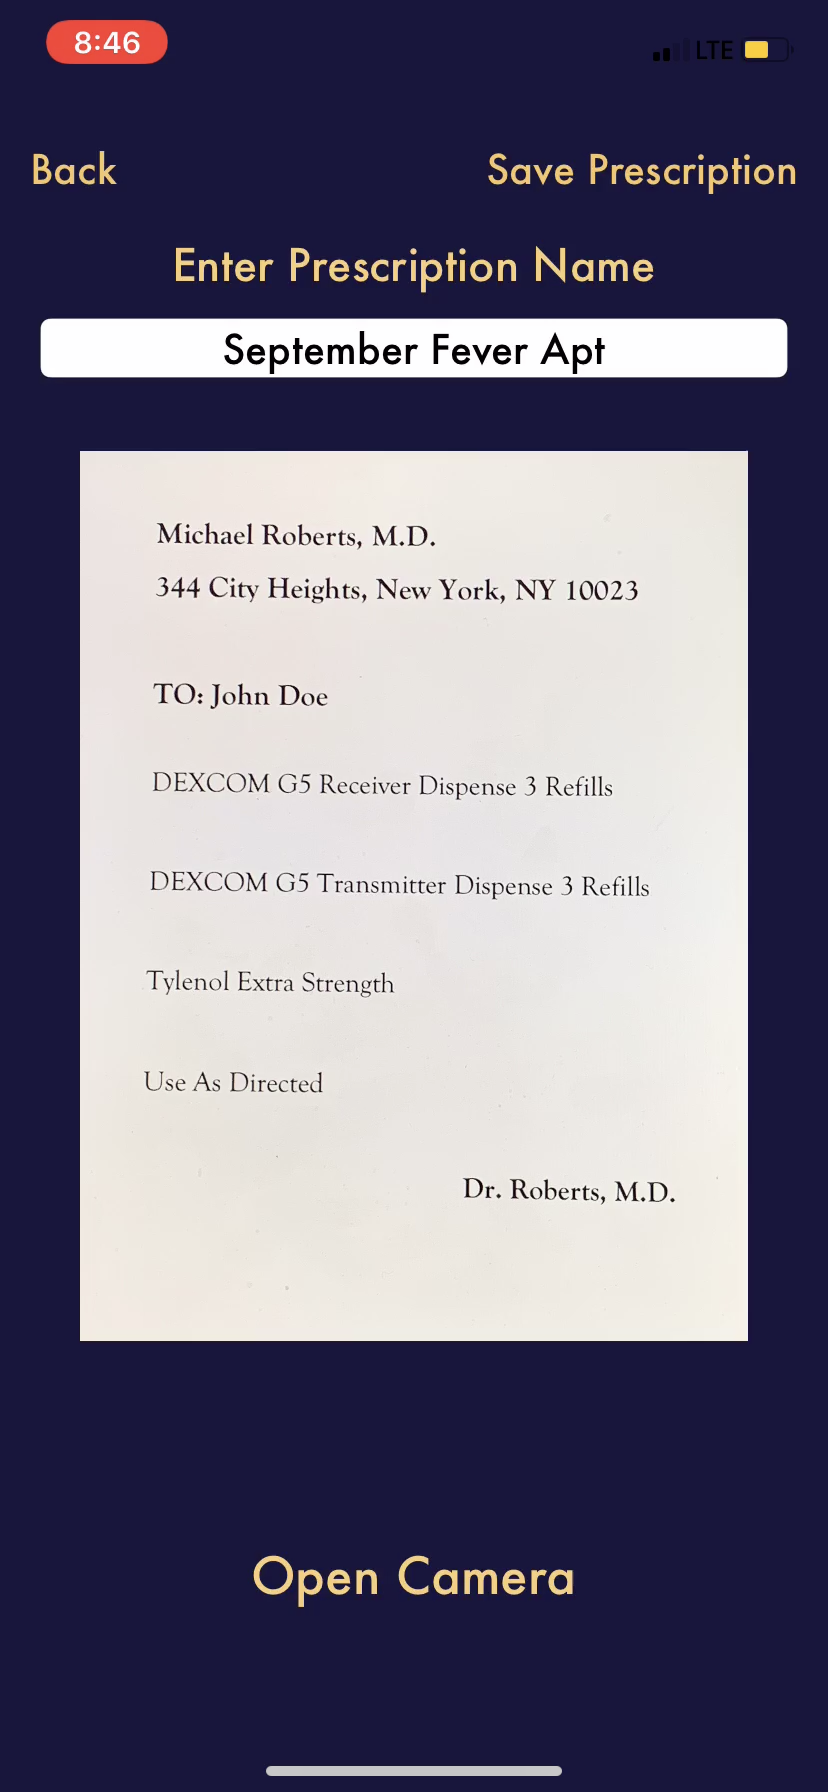 8:46
LTE
Back
Save Prescription
Enter Prescription Name
September Fever Apt
Michael Roberts, M.D.
344 City Heights, New York, NY 10023
TO: John Doe
DEXCOM G5 Receiver Dispense 3 Refills
DEXCOM G5 Transmitter Dispense 3 Refills
Tylenol Extra Strength
Use As Directed
Dr. Roberts, M.D.
Open Camera